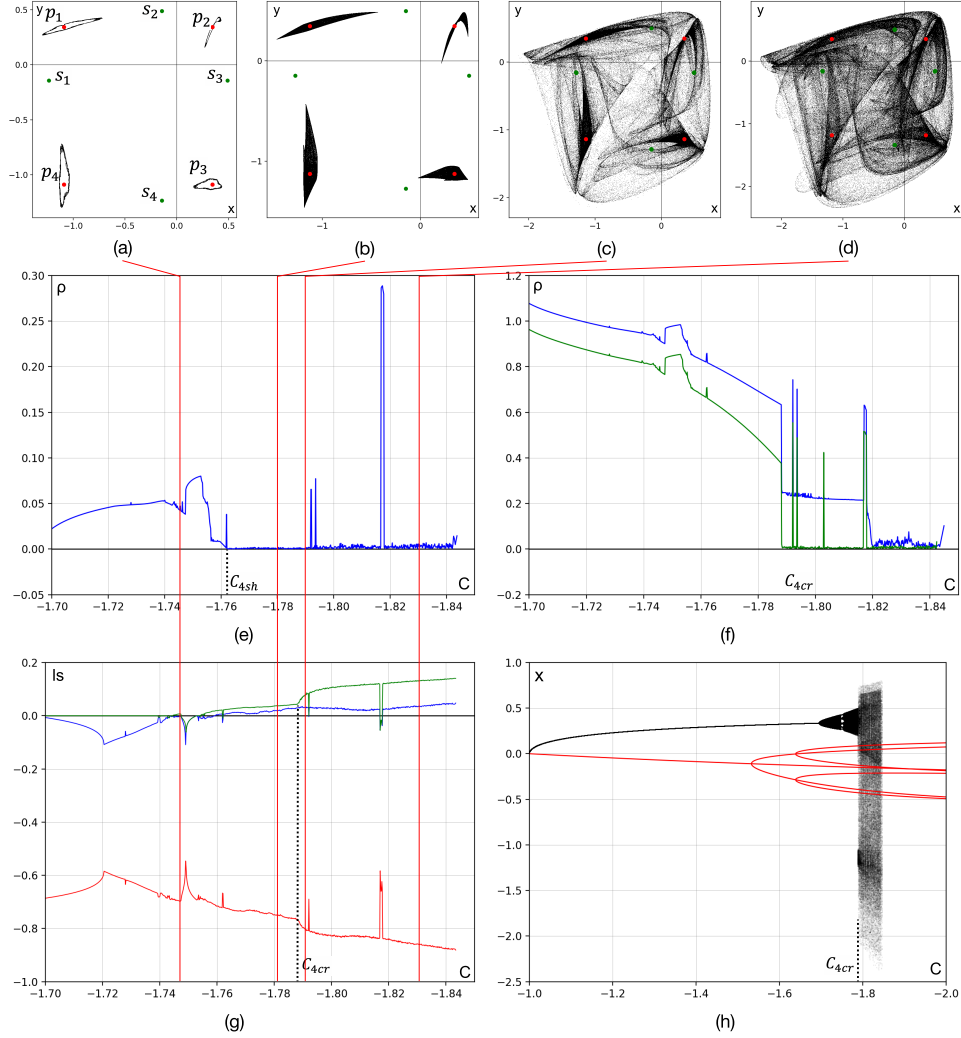 y p₁ s₂ p₂
0.5
0.0
−0.5
−1.0
s₁ s₃
p₄ p₃
s₄ x
−1.0 −0.5 0.0 0.5
(a)
y
0
−1
x
−1 0
(b)
y
0
−1
−2
x
−2 −1 0
(c)
y
0
−1
−2
x
−2 −1 0
(d)
ρ
0.30
0.25
0.20
0.15
0.10
0.05
0.00
−0.05
C₄sh C
−1.70 −1.72 −1.74 −1.76 −1.78 −1.80 −1.82 −1.84
(e)
ρ
1.0
0.8
0.6
0.4
0.2
0.0
−0.2
C₄cr C
−1.70 −1.72 −1.74 −1.76 −1.78 −1.80 −1.82 −1.84
(f)
ls
0.2
0.0
−0.2
−0.4
−0.6
−0.8
−1.0
C₄cr C
−1.70 −1.72 −1.74 −1.76 −1.78 −1.80 −1.82 −1.84
(g)
x
1.0
0.5
0.0
−0.5
−1.0
−1.5
−2.0
−2.5
C₄cr C
−1.0 −1.2 −1.4 −1.6 −1.8 −2.0
(h)